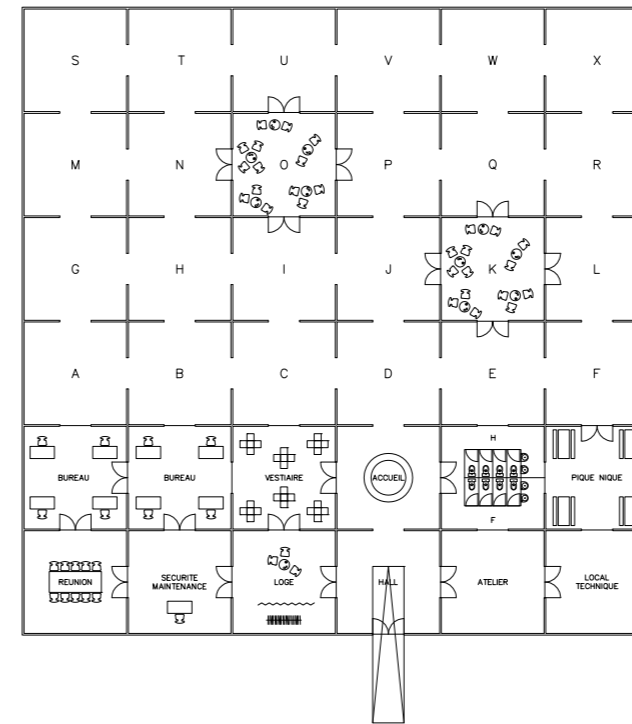 S T U V W X
M N O P Q R
G H I J K L
A B C D E F
H
BUREAU BUREAU VESTIAIRE ACCUEIL PIQUE NIQUE
F
REUNION SECURITE
MAINTENANCE LOGE HALL ATELIER LOCAL
TECHNIQUE